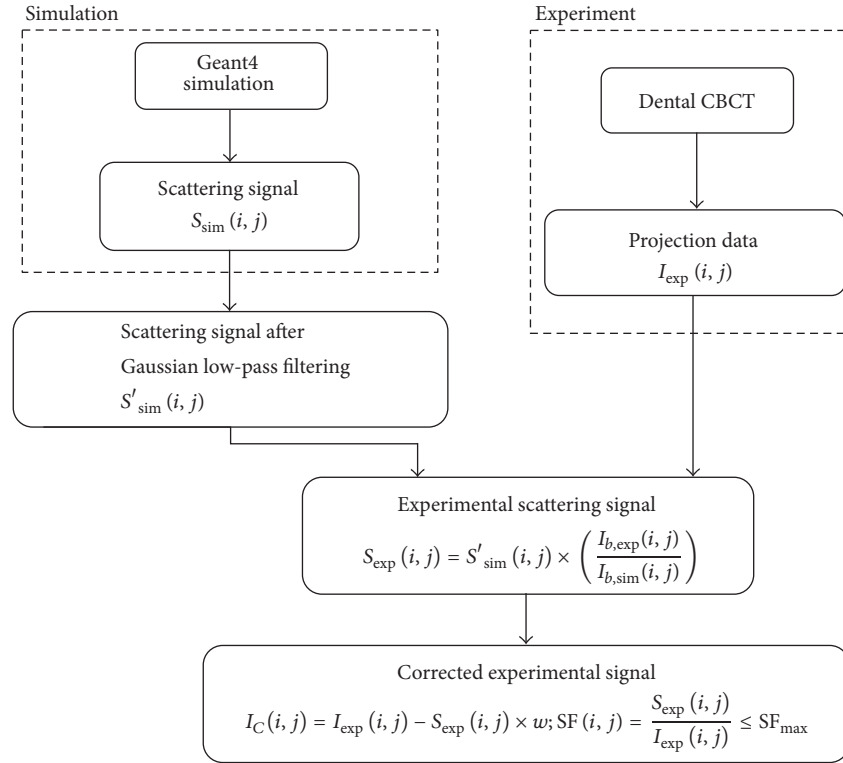 Simulation
Experiment
Geant4
simulation
Dental CBCT
Scattering signal
S_sim (i, j)
Projection data
I_exp (i, j)
Scattering signal after
Gaussian low-pass filtering
S′_sim (i, j)
Experimental scattering signal
S_exp (i, j) = S′_sim (i, j) × ( I_b,exp(i, j) / I_b,sim(i, j) )
Corrected experimental signal
I_C(i, j) = I_exp (i, j) − S_exp (i, j) × w; SF (i, j) = S_exp (i, j) / I_exp (i, j) ≤ SF_max